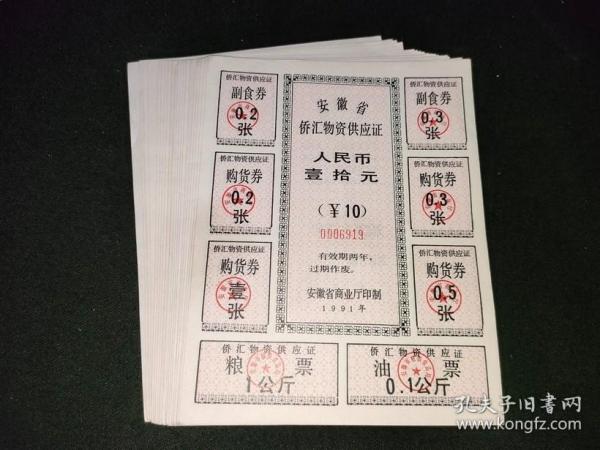 侨汇物资供应证
副食券
0.2
张
侨汇物资供应证
购货券
0.2
张
侨汇物资供应证
购货券
壹
张
安徽省
侨汇物资供应证
人民币
壹拾元
(￥10)
0006919
有效期两年，
过期作废。
安徽省商业厅印制
1991年
侨汇物资供应证
副食券
0.3
张
侨汇物资供应证
购货券
0.3
张
侨汇物资供应证
购货券
0.5
张
侨汇物资供应证
粮票
1公斤
侨汇物资供应证
油票
0.1公斤
孔夫子旧书网
www.kongfz.com